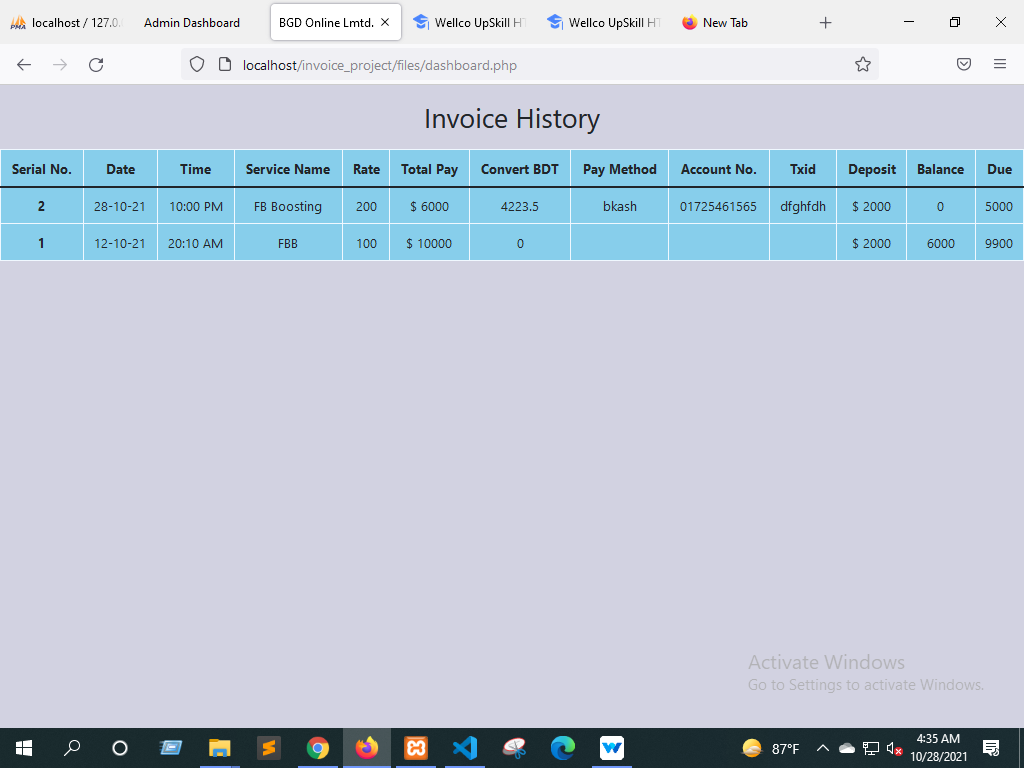 localhost / 127.0.
Admin Dashboard
BGD Online Lmtd.
Wellco UpSkill HT
Wellco UpSkill HT
New Tab
localhost/invoice_project/files/dashboard.php
Invoice History
Serial No. Date Time Service Name Rate Total Pay Convert BDT Pay Method Account No. Txid Deposit Balance Due
2 28-10-21 10:00 PM FB Boosting 200 $ 6000 4223.5 bkash 01725461565 dfghfdh $ 2000 0 5000
1 12-10-21 20:10 AM FBB 100 $ 10000 0 $ 2000 6000 9900
Activate Windows
Go to Settings to activate Windows.
87°F
4:35 AM
10/28/2021